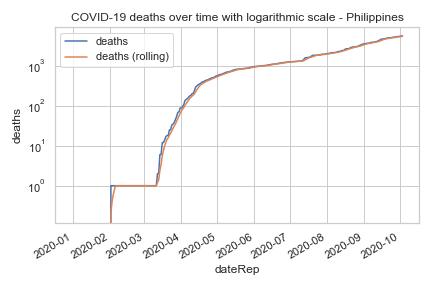 COVID-19 deaths over time with logarithmic scale - Philippines
deaths
deaths (rolling)
10³
10²
10¹
10⁰
deaths
2020-01
2020-02
2020-03
2020-04
2020-05
2020-06
2020-07
2020-08
2020-09
2020-10
dateRep